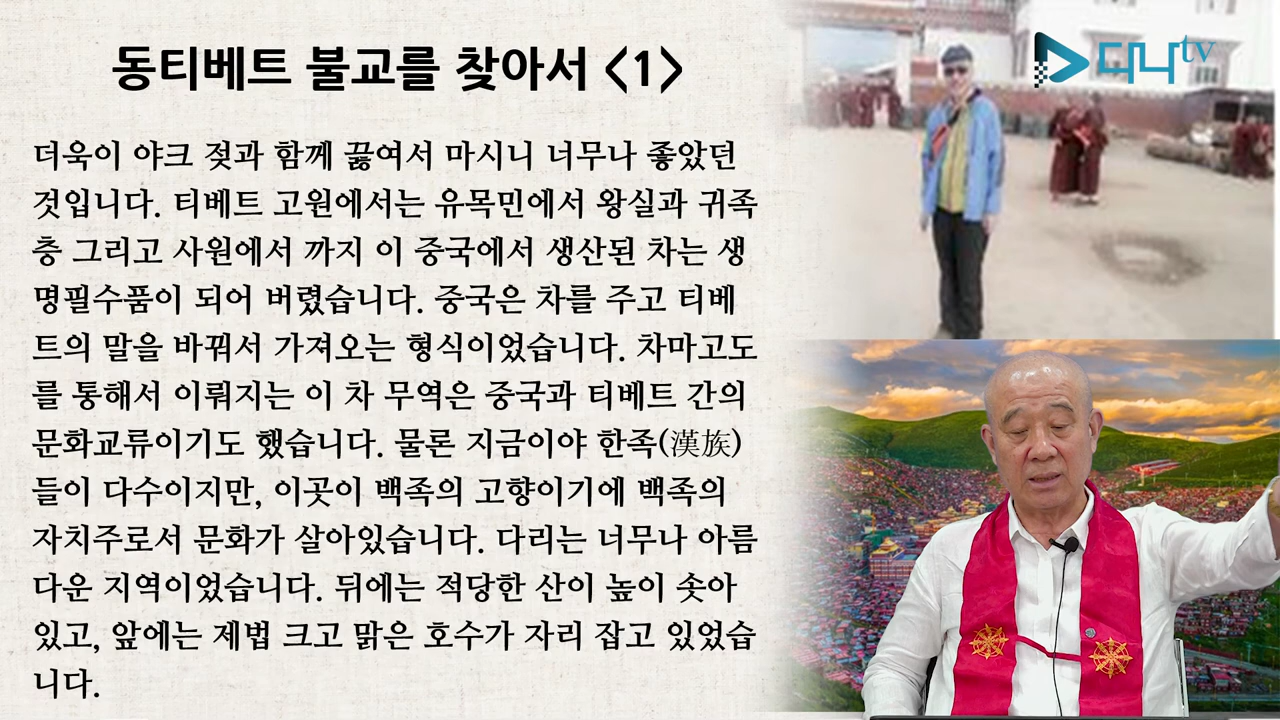 동티베트 불교를 찾아서 <1>
다나tv
더욱이 야크 젖과 함께 끓여서 마시니 너무나 좋았던
것입니다. 티베트 고원에서는 유목민에서 왕실과 귀족
층 그리고 사원에서 까지 이 중국에서 생산된 차는 생
명필수품이 되어 버렸습니다. 중국은 차를 주고 티베
트의 말을 바꿔서 가져오는 형식이었습니다. 차마고도
를 통해서 이뤄지는 이 차 무역은 중국과 티베트 간의
문화교류이기도 했습니다. 물론 지금이야 한족(漢族)
들이 다수이지만, 이곳이 백족의 고향이기에 백족의
자치주로서 문화가 살아있습니다. 다리는 너무나 아름
다운 지역이었습니다. 뒤에는 적당한 산이 높이 솟아
있고, 앞에는 제법 크고 맑은 호수가 자리 잡고 있었습
니다.